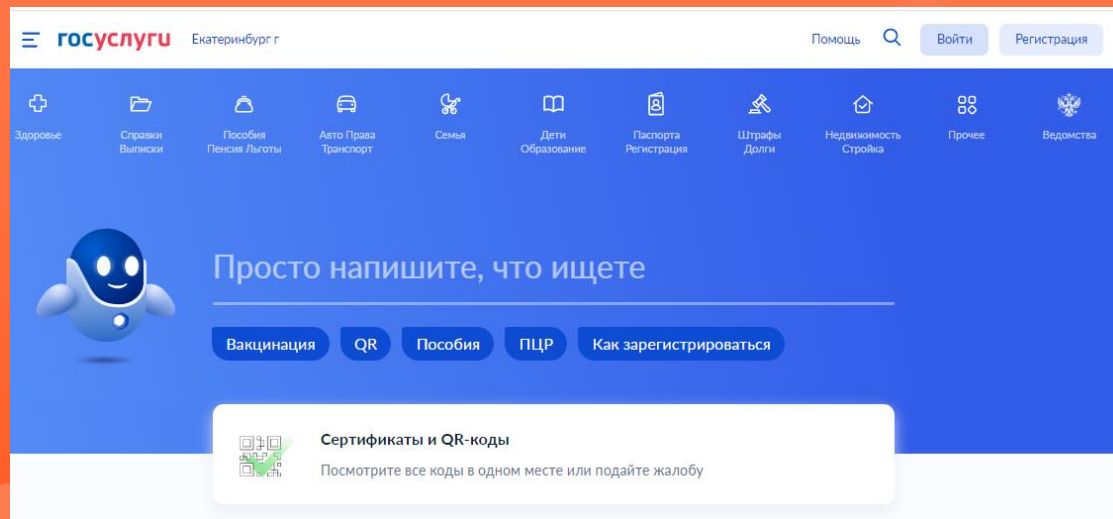 госуслуги Екатеринбург г Помощь Войти Регистрация
Здоровье
Справки
Выписки
Пособия
Пенсия Льготы
Авто Права
Транспорт
Семья
Дети
Образование
Паспорта
Регистрация
Штрафы
Долги
Недвижимость
Стройка
Прочее
Ведомства
Просто напишите, что ищете
Вакцинация QR Пособия ПЦР Как зарегистрироваться
Сертификаты и QR-коды
Посмотрите все коды в одном месте или подайте жалобу